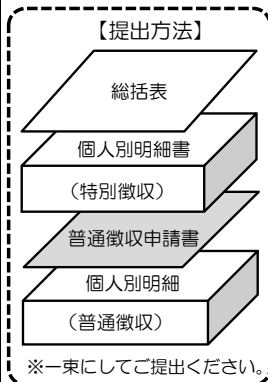 【提出方法】
総括表
個人別明細書
（特別徴収）
普通徴収申請書
個人別明細
（普通徴収）
※一束にしてご提出ください。